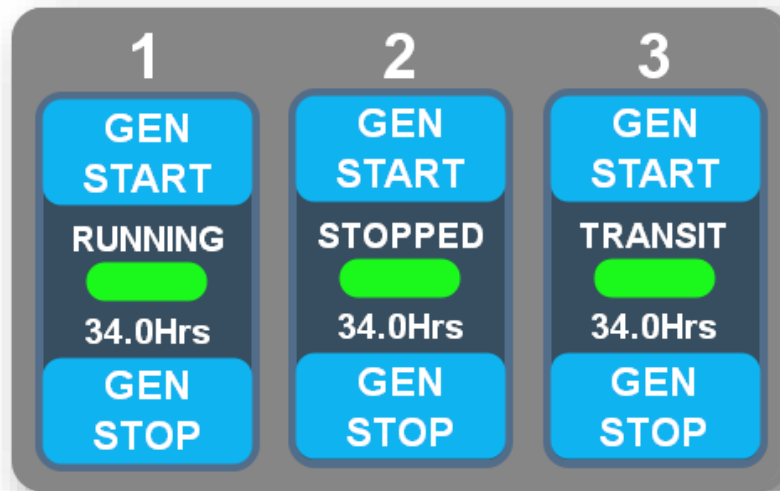 1
GEN
START
RUNNING
34.0Hrs
GEN
STOP
2
GEN
START
STOPPED
34.0Hrs
GEN
STOP
3
GEN
START
TRANSIT
34.0Hrs
GEN
STOP